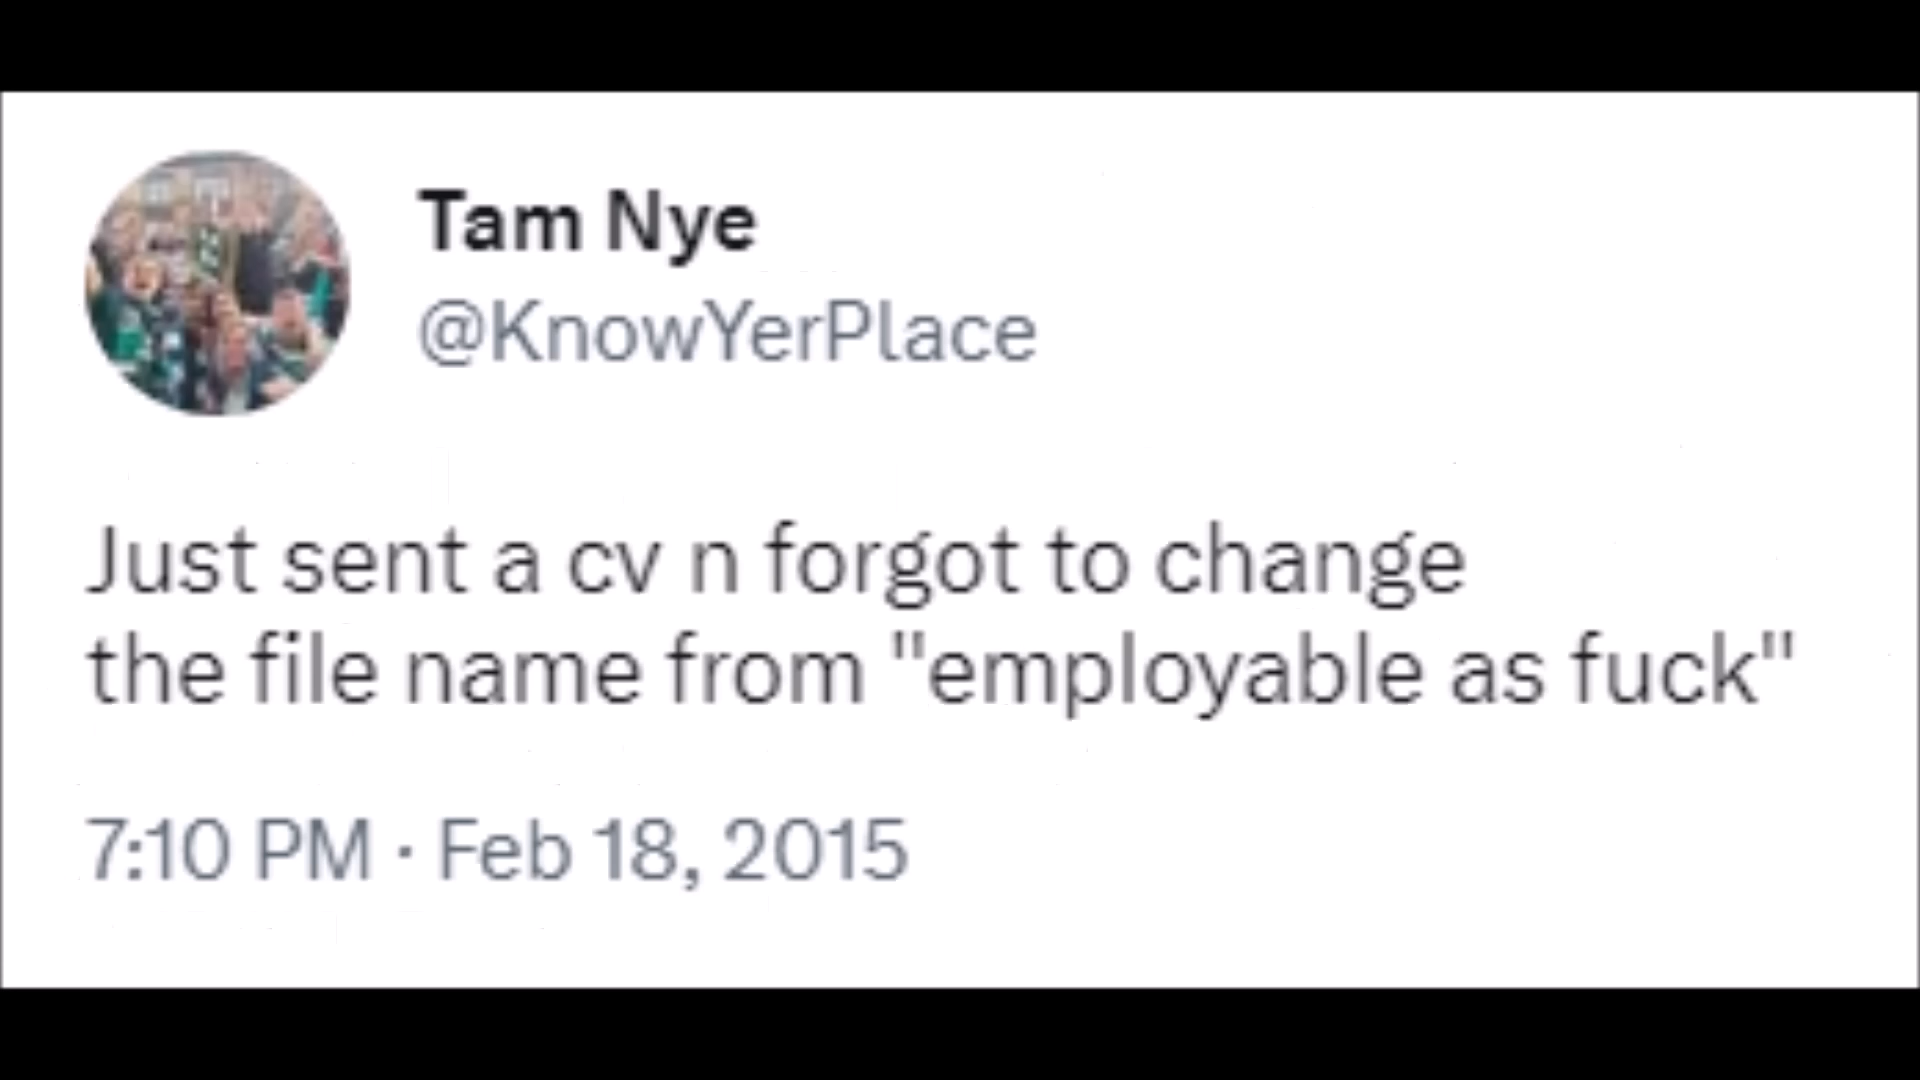 Tam Nye
@KnowYerPlace
Just sent a cv n forgot to change
the file name from "employable as fuck"
7:10 PM · Feb 18, 2015